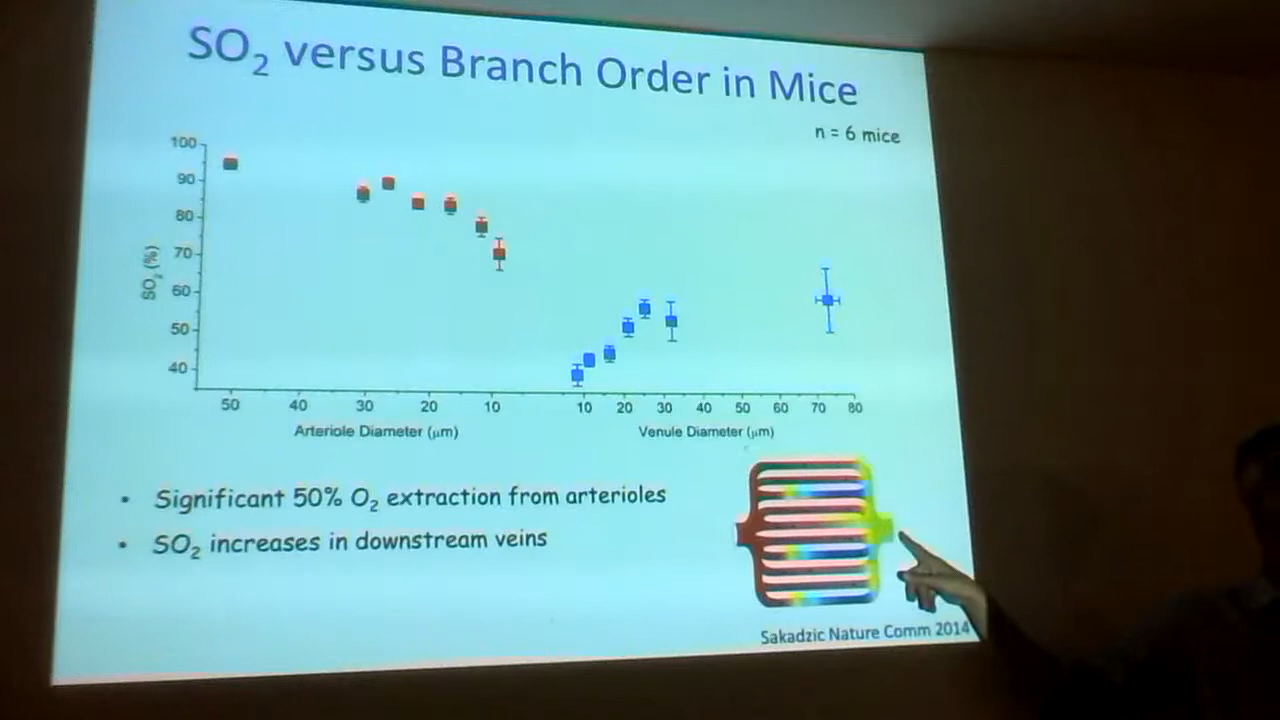 SO₂ versus Branch Order in Mice
n = 6 mice
100
90
80
70
60
50
40
SO₂ (%)
50 40 30 20 10 10 20 30 40 50 60 70 80
Arteriole Diameter (μm) Venule Diameter (μm)
• Significant 50% O₂ extraction from arterioles
• SO₂ increases in downstream veins
Sakadzic Nature Comm 2014